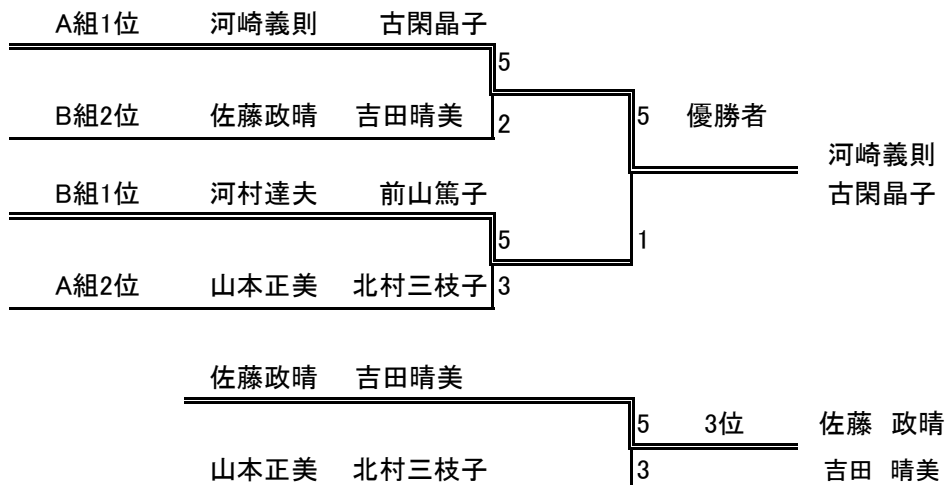 A組1位 河崎義則 古閑晶子
5
B組2位 佐藤政晴 吉田晴美 2
5 優勝者
河崎義則
B組1位 河村達夫 前山篤子 古閑晶子
5 1
A組2位 山本正美 北村三枝子 3
佐藤政晴 吉田晴美
5 3位 佐藤 政晴
山本正美 北村三枝子 3 吉田 晴美